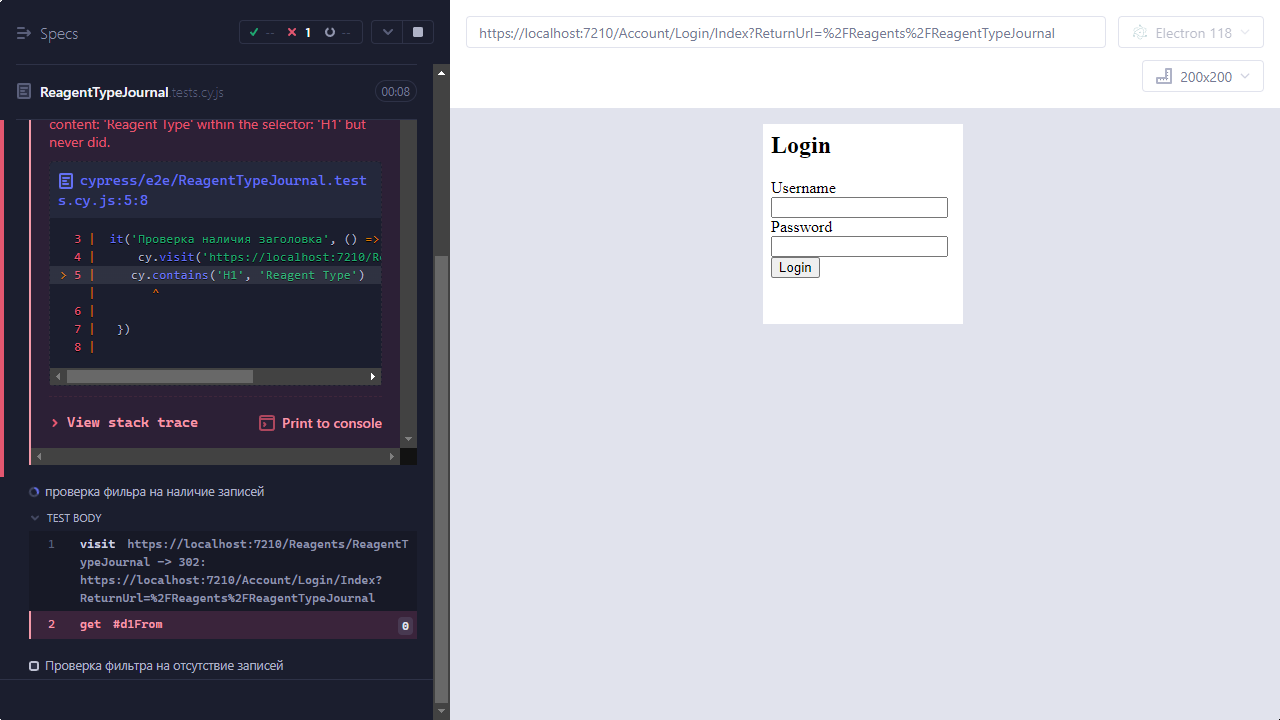 Specs
-- 1 --
ReagentTypeJournal.tests.cy.js 00:08
content: 'Reagent Type' within the selector: 'H1' but
never did.
cypress/e2e/ReagentTypeJournal.test
s.cy.js:5:8
3 | it('Проверка наличия заголовка', () =>
4 | cy.visit('https://localhost:7210/Re
> 5 | cy.contains('H1', 'Reagent Type')
| ^
6 |
7 | })
8 |
> View stack trace
Print to console
проверка фильра на наличие записей
TEST BODY
1 visit https://localhost:7210/Reagents/ReagentT
ypeJournal -> 302:
https://localhost:7210/Account/Login/Index?
ReturnUrl=%2FReagents%2FReagentTypeJournal
2 get #d1From 0
Проверка фильтра на отсутствие записей
https://localhost:7210/Account/Login/Index?ReturnUrl=%2FReagents%2FReagentTypeJournal
Electron 118
200x200
Login
Username
Password
Login